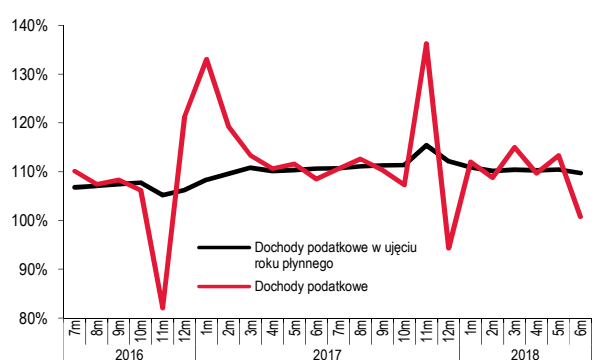 140%
130%
120%
110%
100%
90%
80%
Dochody podatkowe w ujęciu
roku płynnego
Dochody podatkowe
7m 8m 9m 10m 11m 12m 1m 2m 3m 4m 5m 6m 7m 8m 9m 10m 11m 12m 1m 2m 3m 4m 5m 6m
2016 2017 2018